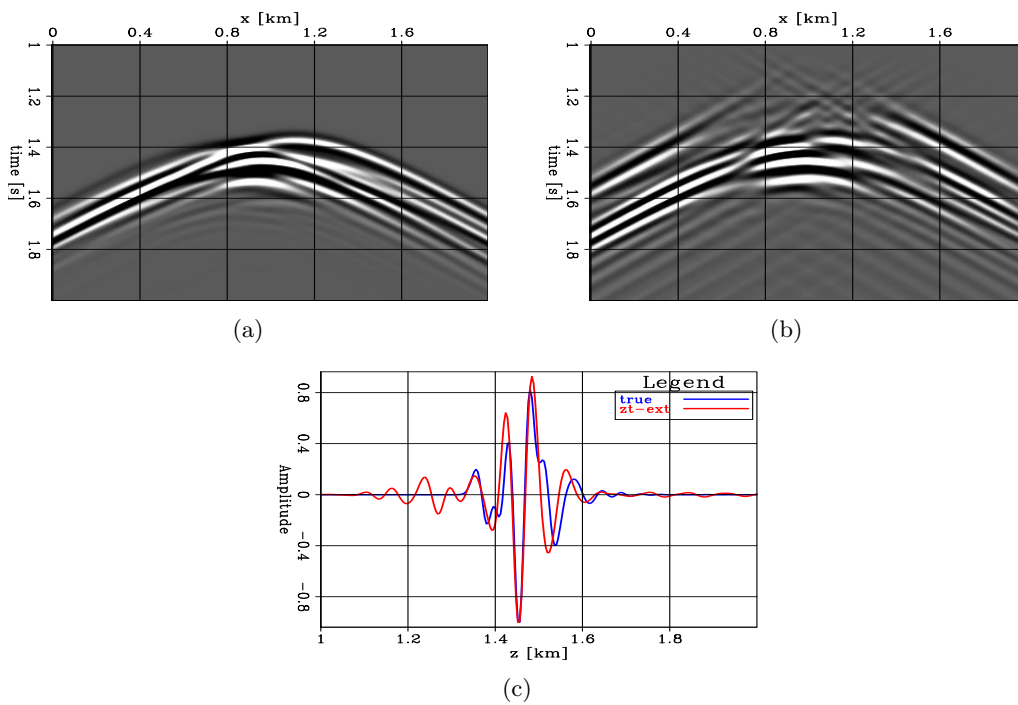 x [km]
0 0.4 0.8 1.2 1.6
time [s]
1 1.2 1.4 1.6 1.8
(a)
x [km]
0 0.4 0.8 1.2 1.6
time [s]
1 1.2 1.4 1.6 1.8
(b)
Legend
true
zt-ext
Amplitude
0.8 0.4 0 -0.4 -0.8
1 1.2 1.4 1.6 1.8
z [km]
(c)